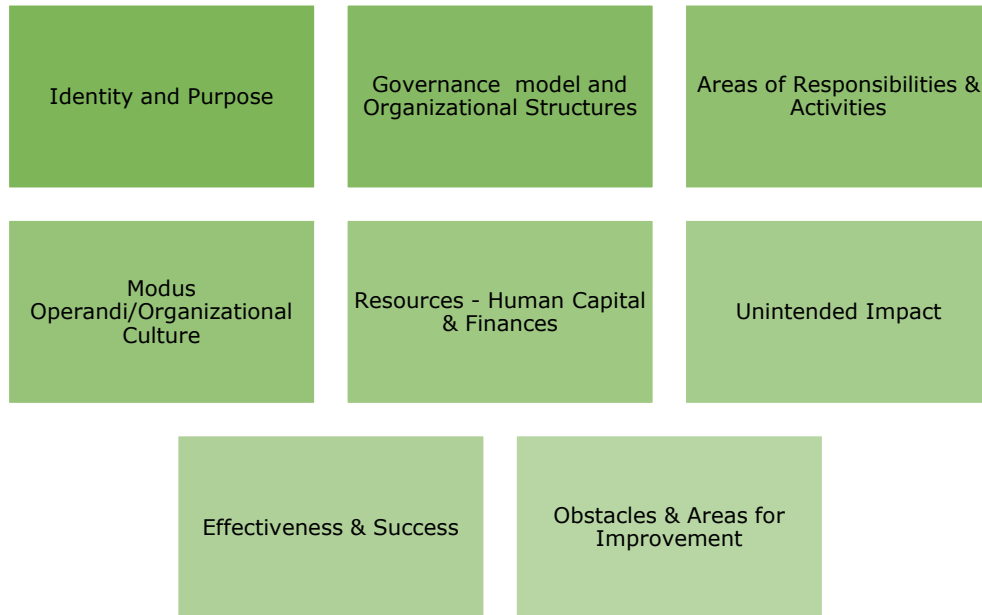 Identity and Purpose
Governance model and
Organizational Structures
Areas of Responsibilities &
Activities
Modus
Operandi/Organizational
Culture
Resources - Human Capital
& Finances
Unintended Impact
Effectiveness & Success
Obstacles & Areas for
Improvement